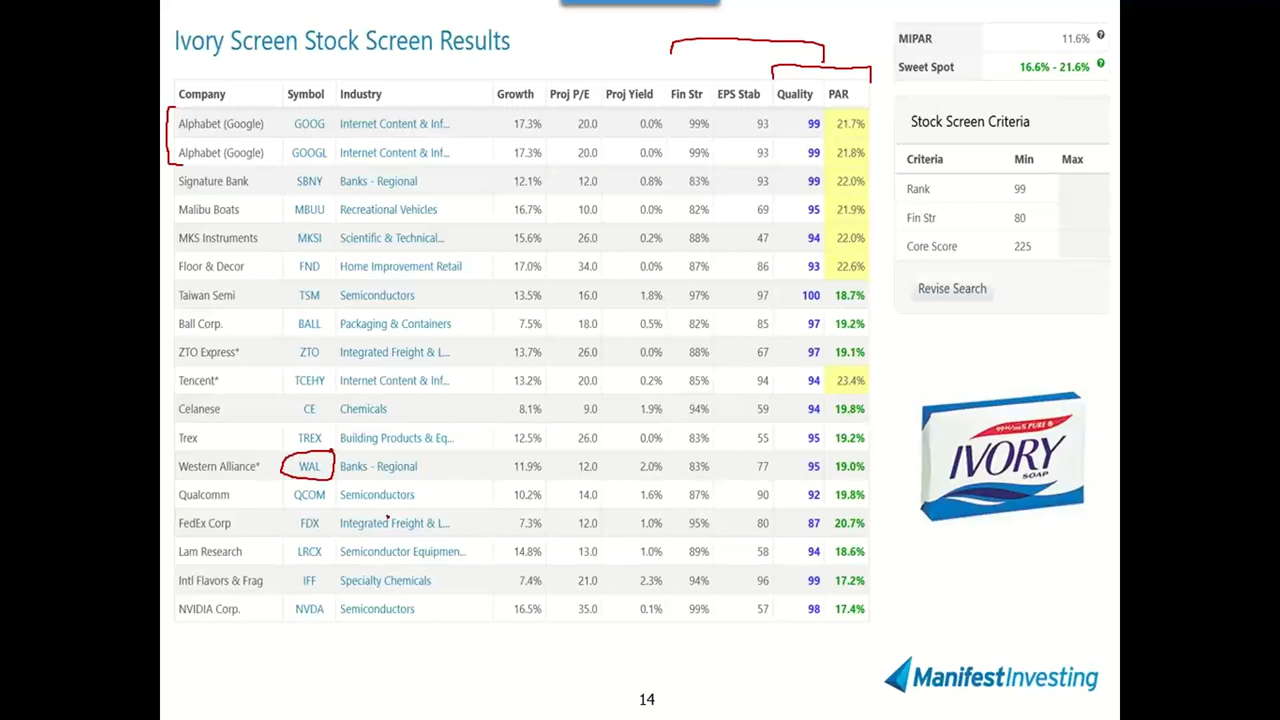 Ivory Screen Stock Screen Results
Company Symbol Industry Growth Proj P/E Proj Yield Fin Str EPS Stab Quality PAR
Alphabet (Google) GOOG Internet Content & Inf... 17.3% 20.0 0.0% 99% 93 99 21.7%
Alphabet (Google) GOOGL Internet Content & Inf... 17.3% 20.0 0.0% 99% 93 99 21.8%
Signature Bank SBNY Banks - Regional 12.1% 12.0 0.8% 83% 93 99 22.0%
Malibu Boats MBUU Recreational Vehicles 16.7% 10.0 0.0% 82% 69 95 21.9%
MKS Instruments MKSI Scientific & Technical... 15.6% 26.0 0.2% 88% 47 94 22.0%
Floor & Decor FND Home Improvement Retail 17.0% 34.0 0.0% 87% 86 93 22.6%
Taiwan Semi TSM Semiconductors 13.5% 16.0 1.8% 97% 97 100 18.7%
Ball Corp. BALL Packaging & Containers 7.5% 18.0 0.5% 82% 85 97 19.2%
ZTO Express* ZTO Integrated Freight & L... 13.7% 26.0 0.0% 88% 67 97 19.1%
Tencent* TCEHY Internet Content & Inf... 13.2% 20.0 0.2% 85% 94 94 23.4%
Celanese CE Chemicals 8.1% 9.0 1.9% 94% 59 94 19.8%
Trex TREX Building Products & Eq... 12.5% 26.0 0.0% 83% 55 95 19.2%
Western Alliance* WAL Banks - Regional 11.9% 12.0 2.0% 83% 77 95 19.0%
Qualcomm QCOM Semiconductors 10.2% 14.0 1.6% 87% 90 92 19.8%
FedEx Corp FDX Integrated Freight & L... 7.3% 12.0 1.0% 95% 80 87 20.7%
Lam Research LRCX Semiconductor Equipmen... 14.8% 13.0 1.0% 89% 58 94 18.6%
Intl Flavors & Frag IFF Specialty Chemicals 7.4% 21.0 2.3% 94% 96 99 17.2%
NVIDIA Corp. NVDA Semiconductors 16.5% 35.0 0.1% 99% 57 98 17.4%
MIPAR 11.6% ?
Sweet Spot 16.6% - 21.6% ?
Stock Screen Criteria
Criteria Min Max
Rank 99
Fin Str 80
Core Score 225
Revise Search
99 44/100% PURE
IVORY
SOAP
ManifestInvesting
14